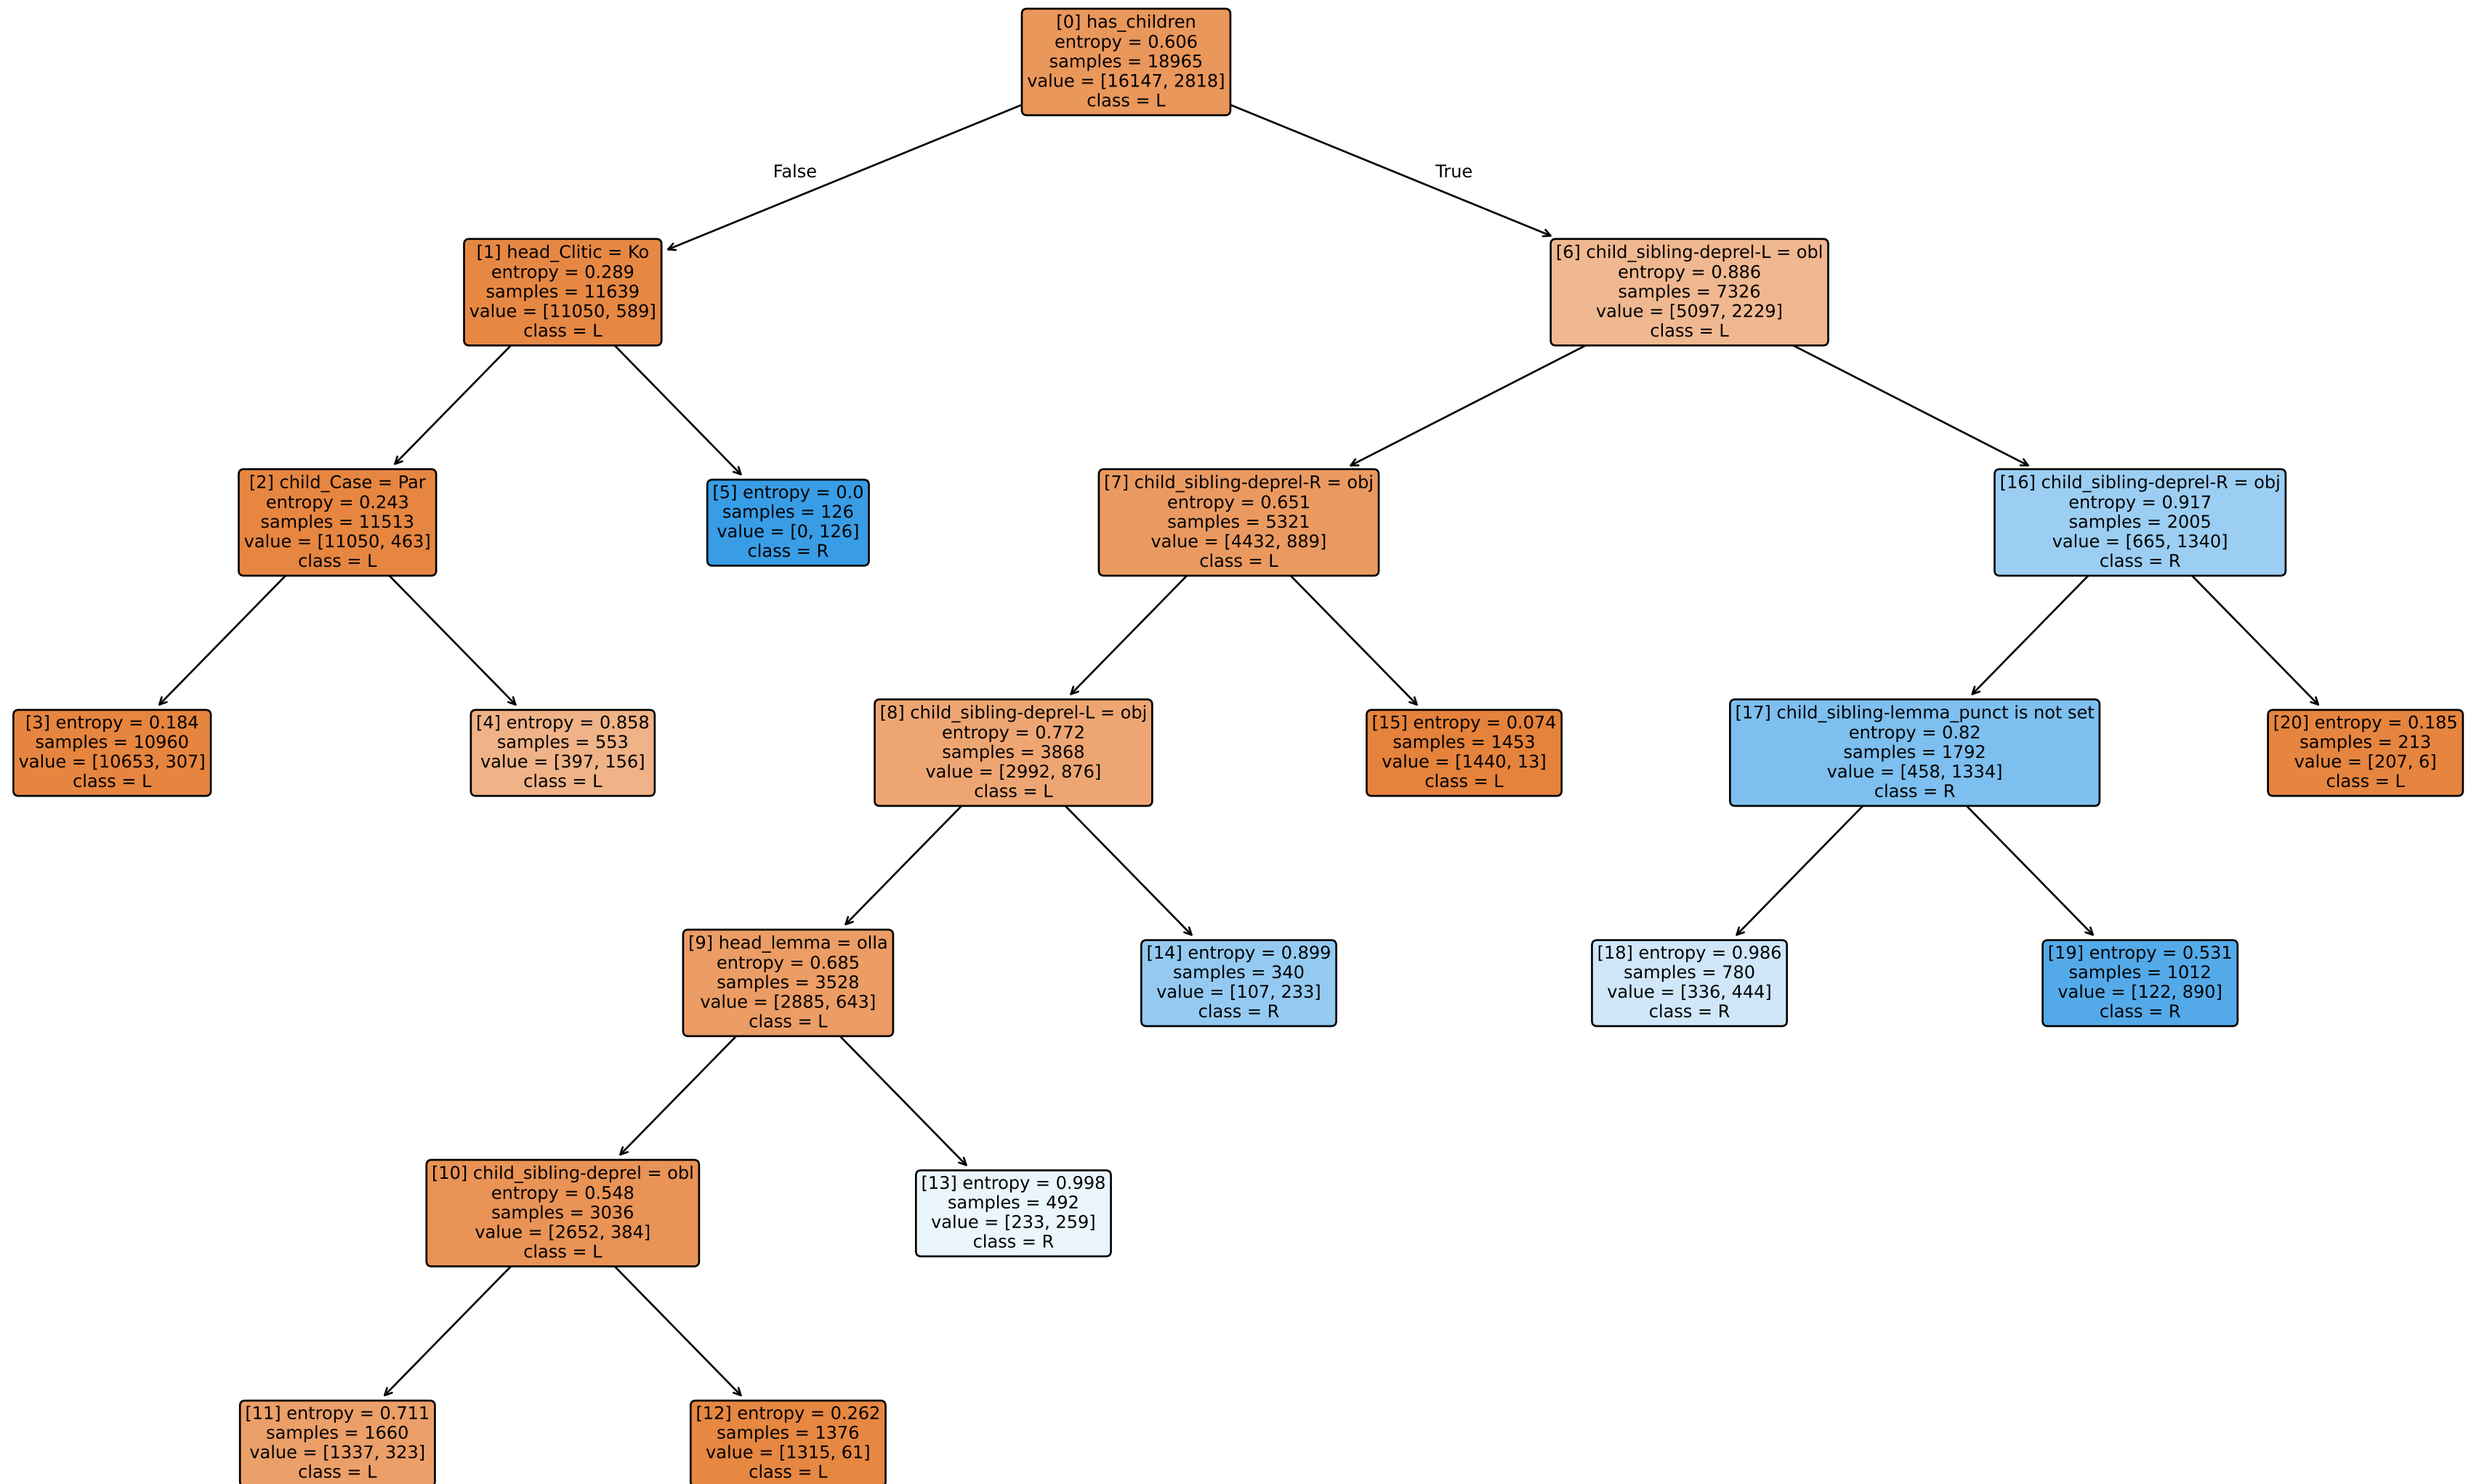 [0] has_children
entropy = 0.606
samples = 18965
value = [16147, 2818]
class = L
False
True
[1] head_Clitic = Ko
entropy = 0.289
samples = 11639
value = [11050, 589]
class = L
[6] child_sibling-deprel-L = obl
entropy = 0.886
samples = 7326
value = [5097, 2229]
class = L
[2] child_Case = Par
entropy = 0.243
samples = 11513
value = [11050, 463]
class = L
[5] entropy = 0.0
samples = 126
value = [0, 126]
class = R
[7] child_sibling-deprel-R = obj
entropy = 0.651
samples = 5321
value = [4432, 889]
class = L
[16] child_sibling-deprel-R = obj
entropy = 0.917
samples = 2005
value = [665, 1340]
class = R
[3] entropy = 0.184
samples = 10960
value = [10653, 307]
class = L
[4] entropy = 0.858
samples = 553
value = [397, 156]
class = L
[8] child_sibling-deprel-L = obj
entropy = 0.772
samples = 3868
value = [2992, 876]
class = L
[15] entropy = 0.074
samples = 1453
value = [1440, 13]
class = L
[17] child_sibling-lemma_punct is not set
entropy = 0.82
samples = 1792
value = [458, 1334]
class = R
[20] entropy = 0.185
samples = 213
value = [207, 6]
class = L
[9] head_lemma = olla
entropy = 0.685
samples = 3528
value = [2885, 643]
class = L
[14] entropy = 0.899
samples = 340
value = [107, 233]
class = R
[18] entropy = 0.986
samples = 780
value = [336, 444]
class = R
[19] entropy = 0.531
samples = 1012
value = [122, 890]
class = R
[10] child_sibling-deprel = obl
entropy = 0.548
samples = 3036
value = [2652, 384]
class = L
[13] entropy = 0.998
samples = 492
value = [233, 259]
class = R
[11] entropy = 0.711
samples = 1660
value = [1337, 323]
class = L
[12] entropy = 0.262
samples = 1376
value = [1315, 61]
class = L